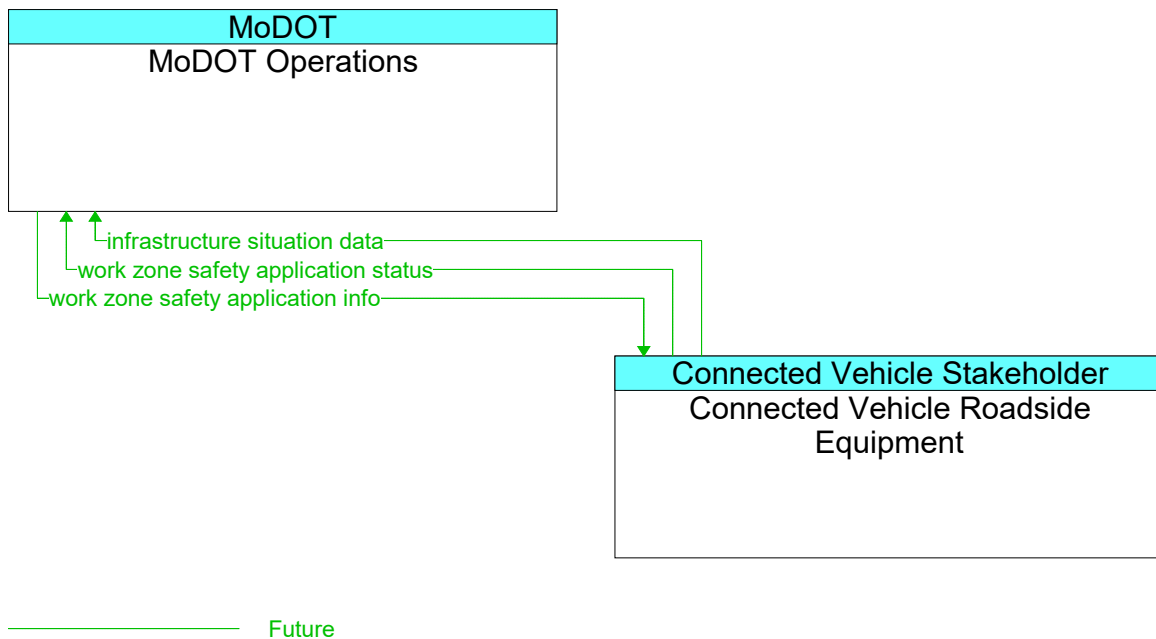 MoDOT
MoDOT Operations
infrastructure situation data
work zone safety application status
work zone safety application info
Connected Vehicle Stakeholder
Connected Vehicle Roadside
Equipment
Future